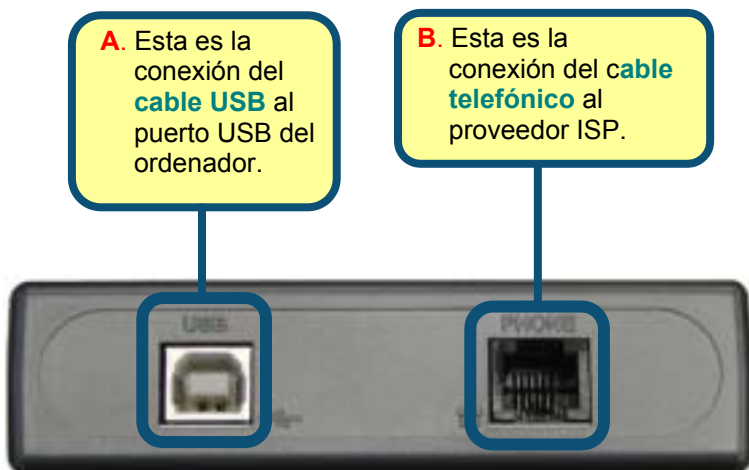 A. Esta es la
conexión del
cable USB al
puerto USB del
ordenador.
B. Esta es la
conexión del cable
telefónico al
proveedor ISP.
USB
PHONE